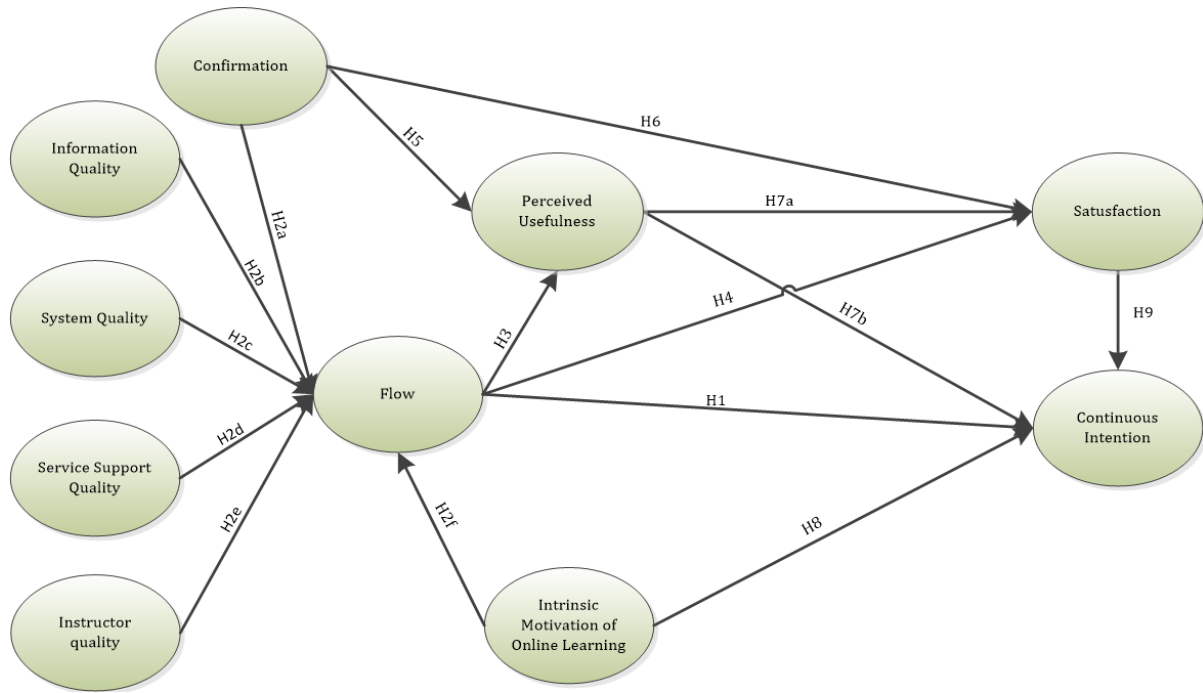 Confirmation
Information
Quality
H6
H5
Perceived
Usefulness
H7a
Satusfaction
H2a
H2b
System Quality
H2c
H4
H7b
H9
H3
Flow
H1
Continuous
Intention
Service Support
Quality
H2d
H2e
H2f
H8
Instructor
quality
Intrinsic
Motivation of
Online Learning